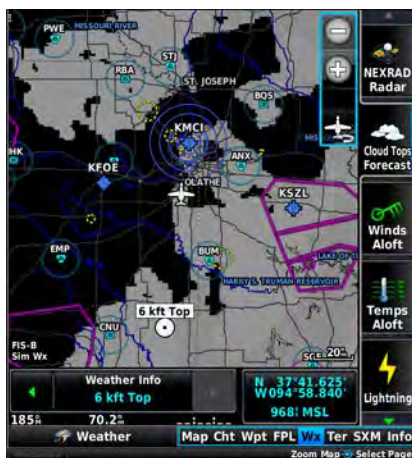 PWE
MISSOURI RIVER
STJ
RBA
ST. JOSEPH
BQS
KMCI
MIS
HK
KFOE
ANX
OLATHE
KSZL
EMP
BUM
LAKE OF T
HARRY S. TRUMAN RESERVOIR
6 kft Top
CNU
FIS-B
Sim Wx
20
NEXRAD
Radar
Cloud Tops
Forecast
Winds
Aloft
Temps
Aloft
Lightning
Weather Info
6 kft Top
N 37°41.625'
W094°58.840'
968 MSL
185
70.2
Weather
Map Cht Wpt FPL Wx Ter SXM Info
Zoom Map
Select Page